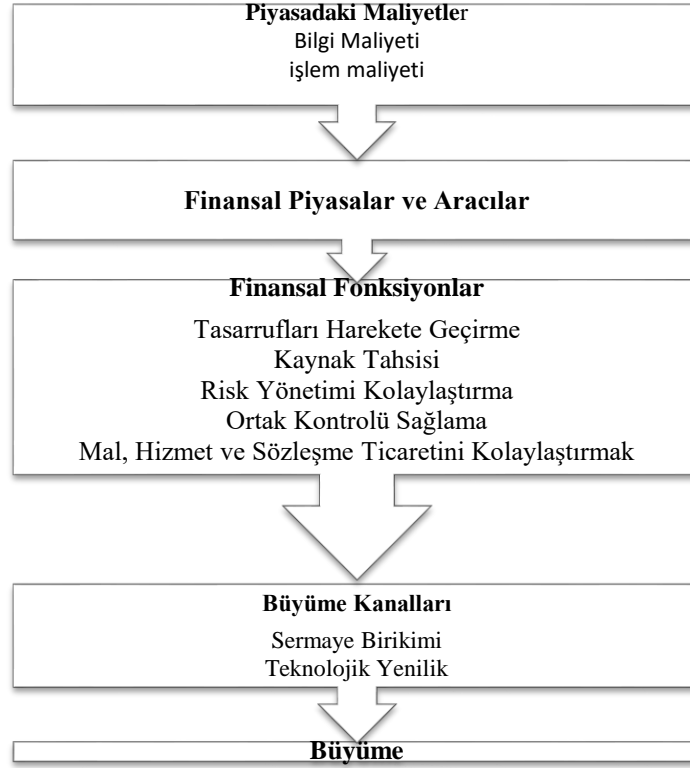 Piyasadaki Maliyetler
Bilgi Maliyeti
işlem maliyeti
Finansal Piyasalar ve Aracılar
Finansal Fonksiyonlar
Tasarrufları Harekete Geçirme
Kaynak Tahsisi
Risk Yönetimi Kolaylaştırma
Ortak Kontrolü Sağlama
Mal, Hizmet ve Sözleşme Ticaretini Kolaylaştırmak
Büyüme Kanalları
Sermaye Birikimi
Teknolojik Yenilik
Büyüme